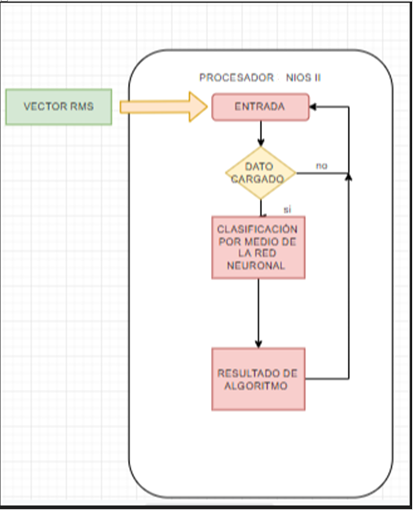 PROCESADOR NIOS II
VECTOR RMS
ENTRADA
DATO
CARGADO
no
si
CLASIFICACIÓN
POR MEDIO DE
LA RED
NEURONAL
RESULTADO DE
ALGORITMO